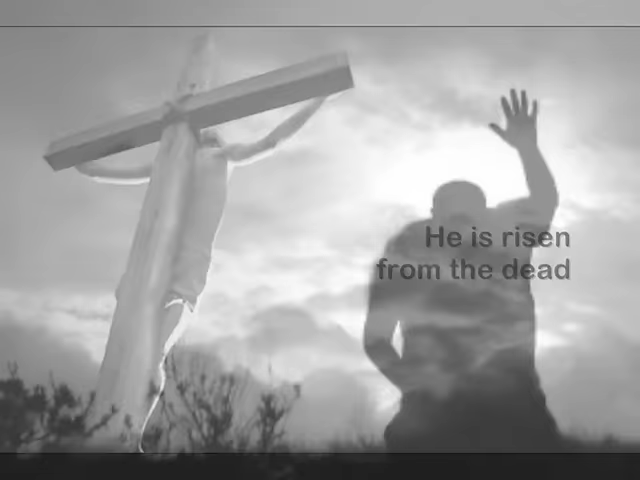 He is risen
from the dead